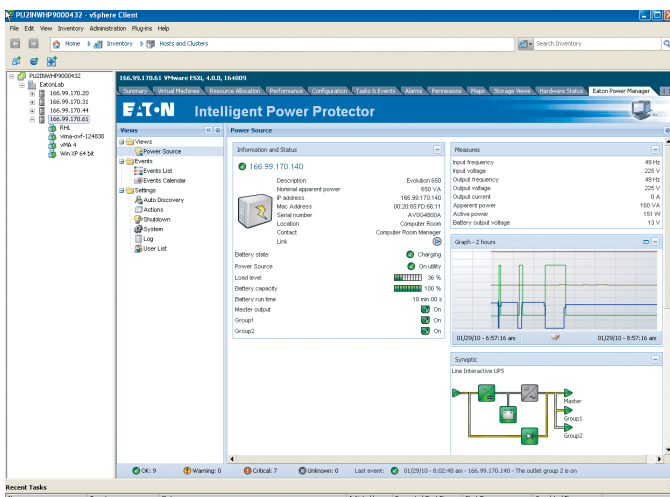 PU2INWHP9000432 - vSphere Client
File Edit View Inventory Administration Plug-ins Help
Home Inventory Hosts and Clusters Search Inventory
PU2INWHP9000432
EatonLab
166.99.170.20
166.99.170.31
166.99.170.44
166.99.170.61
RHL
vima-ovf-124830
vMA 4
Win XP 64 bit
166.99.170.61 VMware ESXi, 4.0.0, 164009
Summary Virtual Machines Resource Allocation Performance Configuration Tasks & Events Alarms Permissions Maps Storage Views Hardware Status Eaton Power Manager
EATON Intelligent Power Protector
Views
Views
Power Source
Events
Events List
Events Calendar
Settings
Auto Discovery
Actions
Shutdown
System
Log
User List
Power Source
Information and Status
166.99.170.140
Description Evolution 650
Nominal apparent power 650 VA
IP address 166.99.170.140
Mac Address 00:20:85:FD:66:11
Serial number AV0G4800A
Location Computer Room
Contact Computer Room Manager
Link
Battery state Charging
Power Source On utility
Load level 36 %
Battery capacity 100 %
Battery run time 10 min 00 s
Master output On
Group1 On
Group2 On
Measures
Input frequency 49 Hz
Input voltage 225 V
Output frequency 49 Hz
Output voltage 225 V
Output current 0 A
Apparent power 160 VA
Active power 151 W
Battery output voltage 13 V
Graph - 2 hours
01/29/10 - 6:57:16 am 01/29/10 - 8:57:16 am
Synoptic
Line Interactive UPS
Master
Group1
Group2
OK: 9 Warning: 0 Critical: 7 Unknown: 0 Last event: 01/29/10 - 8:02:48 am - 166.99.170.140 - The outlet group 2 is on
Recent Tasks